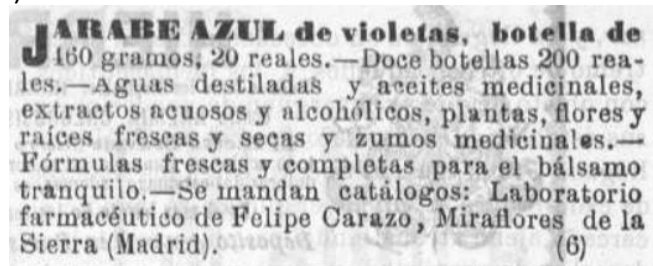 JARABE AZUL de violetas, botella de
460 gramos; 20 reales.—Doce botellas 200 rea-
les.—Aguas destiladas y aceites medicinales,
extractos acuosos y alcohólicos, plantas, flores y
raíces frescas y secas y zumos medicinales.—
Fórmulas frescas y completas para el bálsamo
tranquilo.—Se mandan catálogos: Laboratorio
farmacéutico de Felipe Carazo, Miraflores de la
Sierra (Madrid). (6)